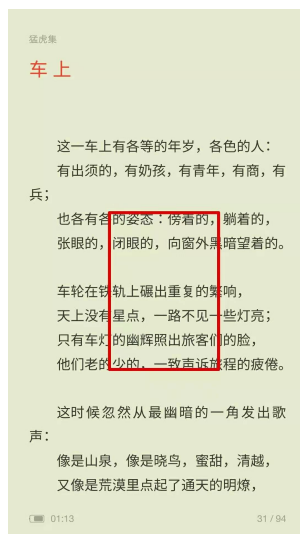 猛虎集
车上
这一车上有各等的年岁，各色的人：
有出须的，有奶孩，有青年，有商，有
兵；
也各有各的姿态：傍着的，躺着的，
张眼的，闭眼的，向窗外黑暗望着的。
车轮在铁轨上碾出重复的繁响，
天上没有星点，一路不见一些灯亮；
只有车灯的幽辉照出旅客们的脸，
他们老的少的，一致声诉旅程的疲倦。
这时候忽然从最幽暗的一角发出歌
声：
像是山泉，像是晓鸟，蜜甜，清越，
又像是荒漠里点起了通天的明燎，
01:13
31 / 94